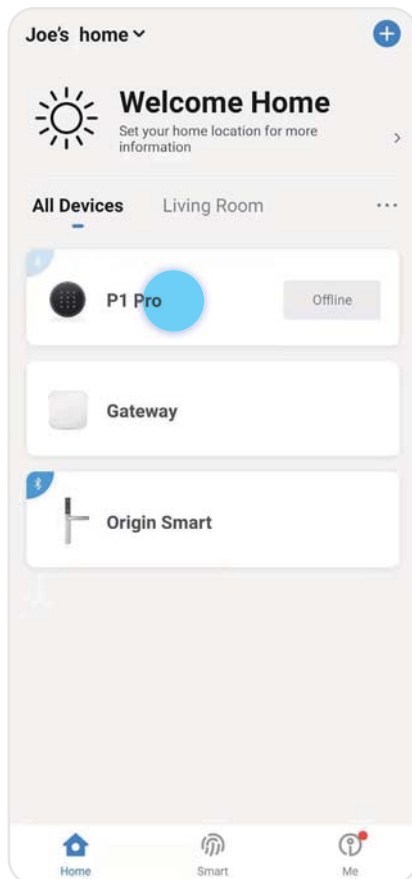 Joe's home
Welcome Home
Set your home location for more
information
All Devices Living Room
P1 Pro Offline
Gateway
Origin Smart
Home Smart Me